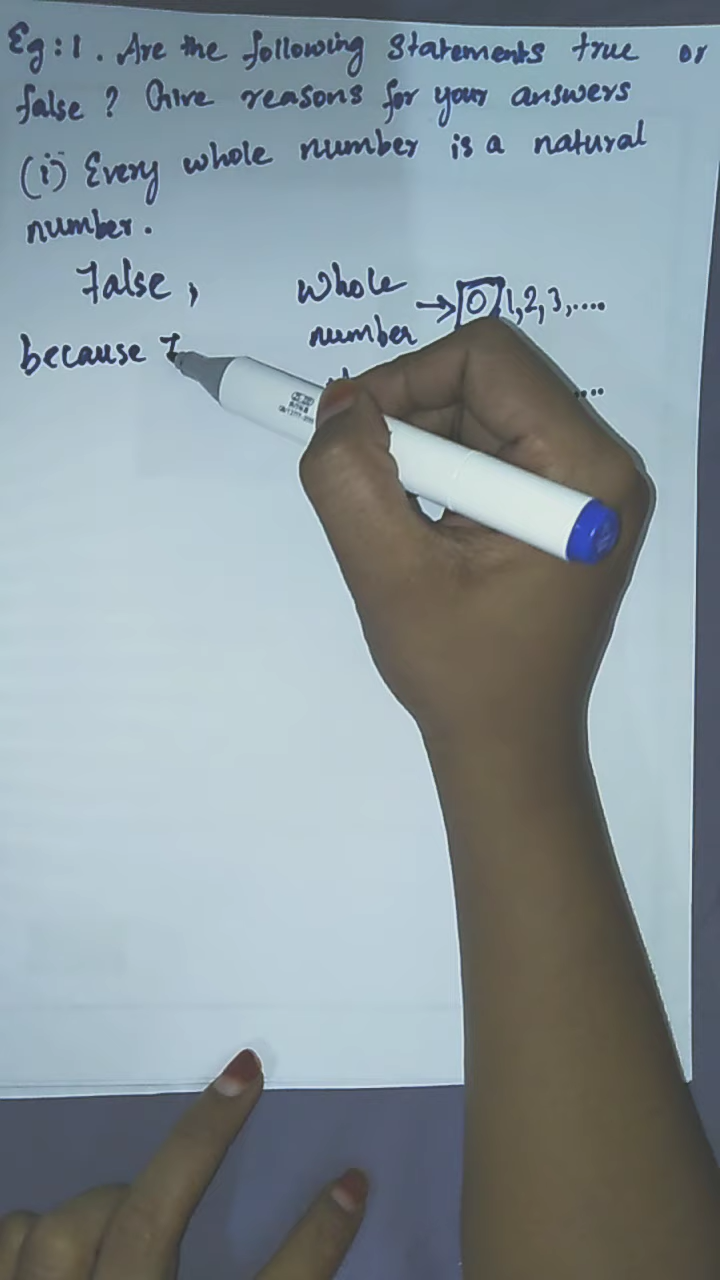 Eg:1. Are the following statements true or
false? Give reasons for your answers
(i) Every whole number is a natural
number.
False,
because
whole
number → 0, 1, 2, 3, ....
....